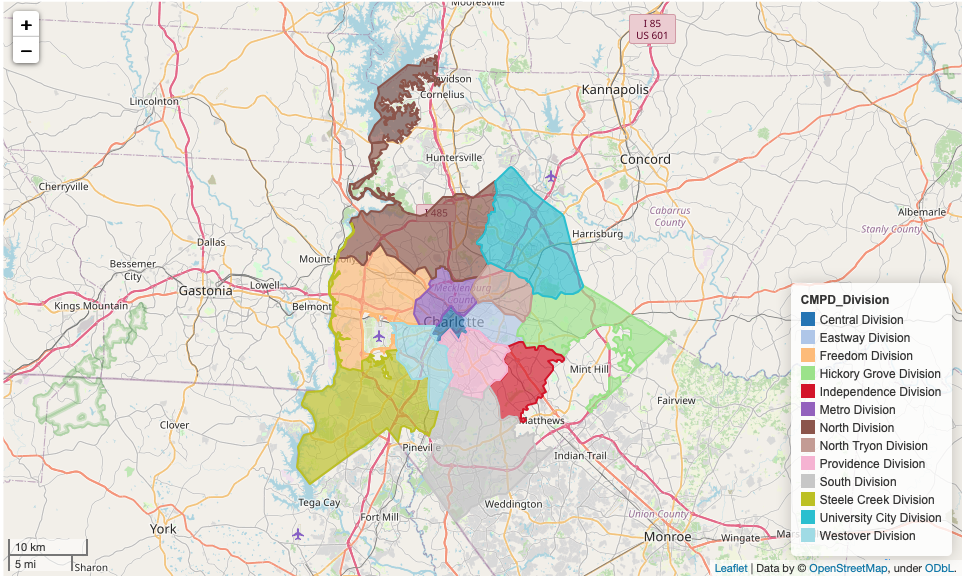 Mooresville
+
−
I 85
US 601
Davidson
Cornelius
Kannapolis
Lincolnton
Huntersville
Concord
Cherryville
I 485
Cabarrus
County
Albemarle
Stanly County
Harrisburg
Dallas
Mount Holly
Bessemer
City
Gastonia
Lowell
Mecklenburg
County
Kings Mountain
Belmont
Charlotte
Mint Hill
Fairview
Matthews
Clover
Pineville
Indian Trail
Tega Cay
Fort Mill
Weddington
Union County
York
Monroe
Wingate
Sharon
CMPD_Division
Central Division
Eastway Division
Freedom Division
Hickory Grove Division
Independence Division
Metro Division
North Division
North Tryon Division
Providence Division
South Division
Steele Creek Division
University City Division
Westover Division
10 km
5 mi
Leaflet | Data by © OpenStreetMap, under ODbL.